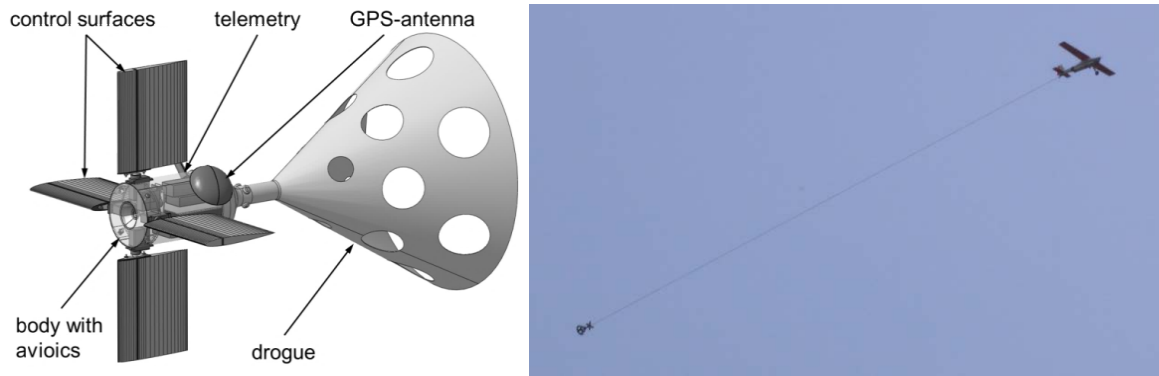 control surfaces
telemetry
GPS-antenna
body with
avioics
drogue